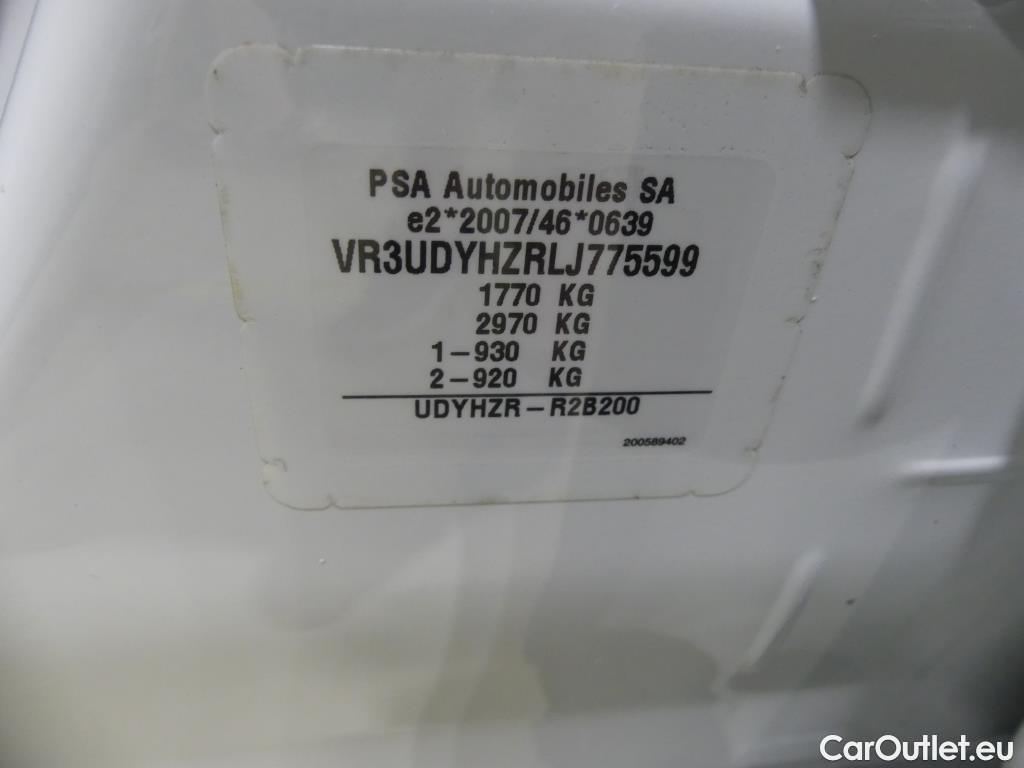 PSA Automobiles SA
e2*2007/46*0639
VR3UDYHZRLJ775599
1770 KG
2970 KG
1-930 KG
2-920 KG
UDYHZR-R2B200
200589402
CarOutlet.eu